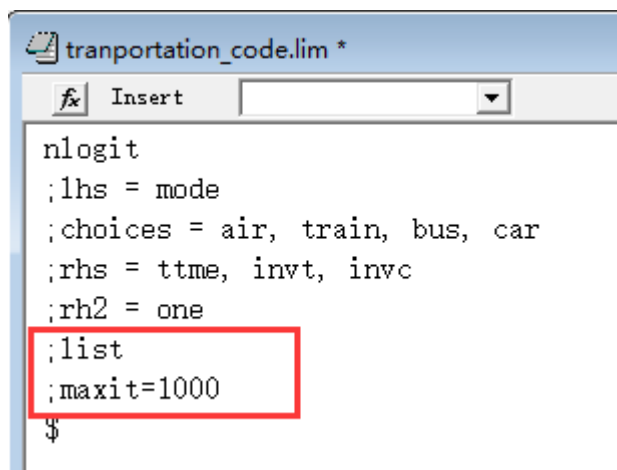 tranportation_code.lim *
fx Insert
nlogit
;lhs = mode
;choices = air, train, bus, car
;rhs = ttme, invt, invc
;rh2 = one
;list
;maxit=1000
$